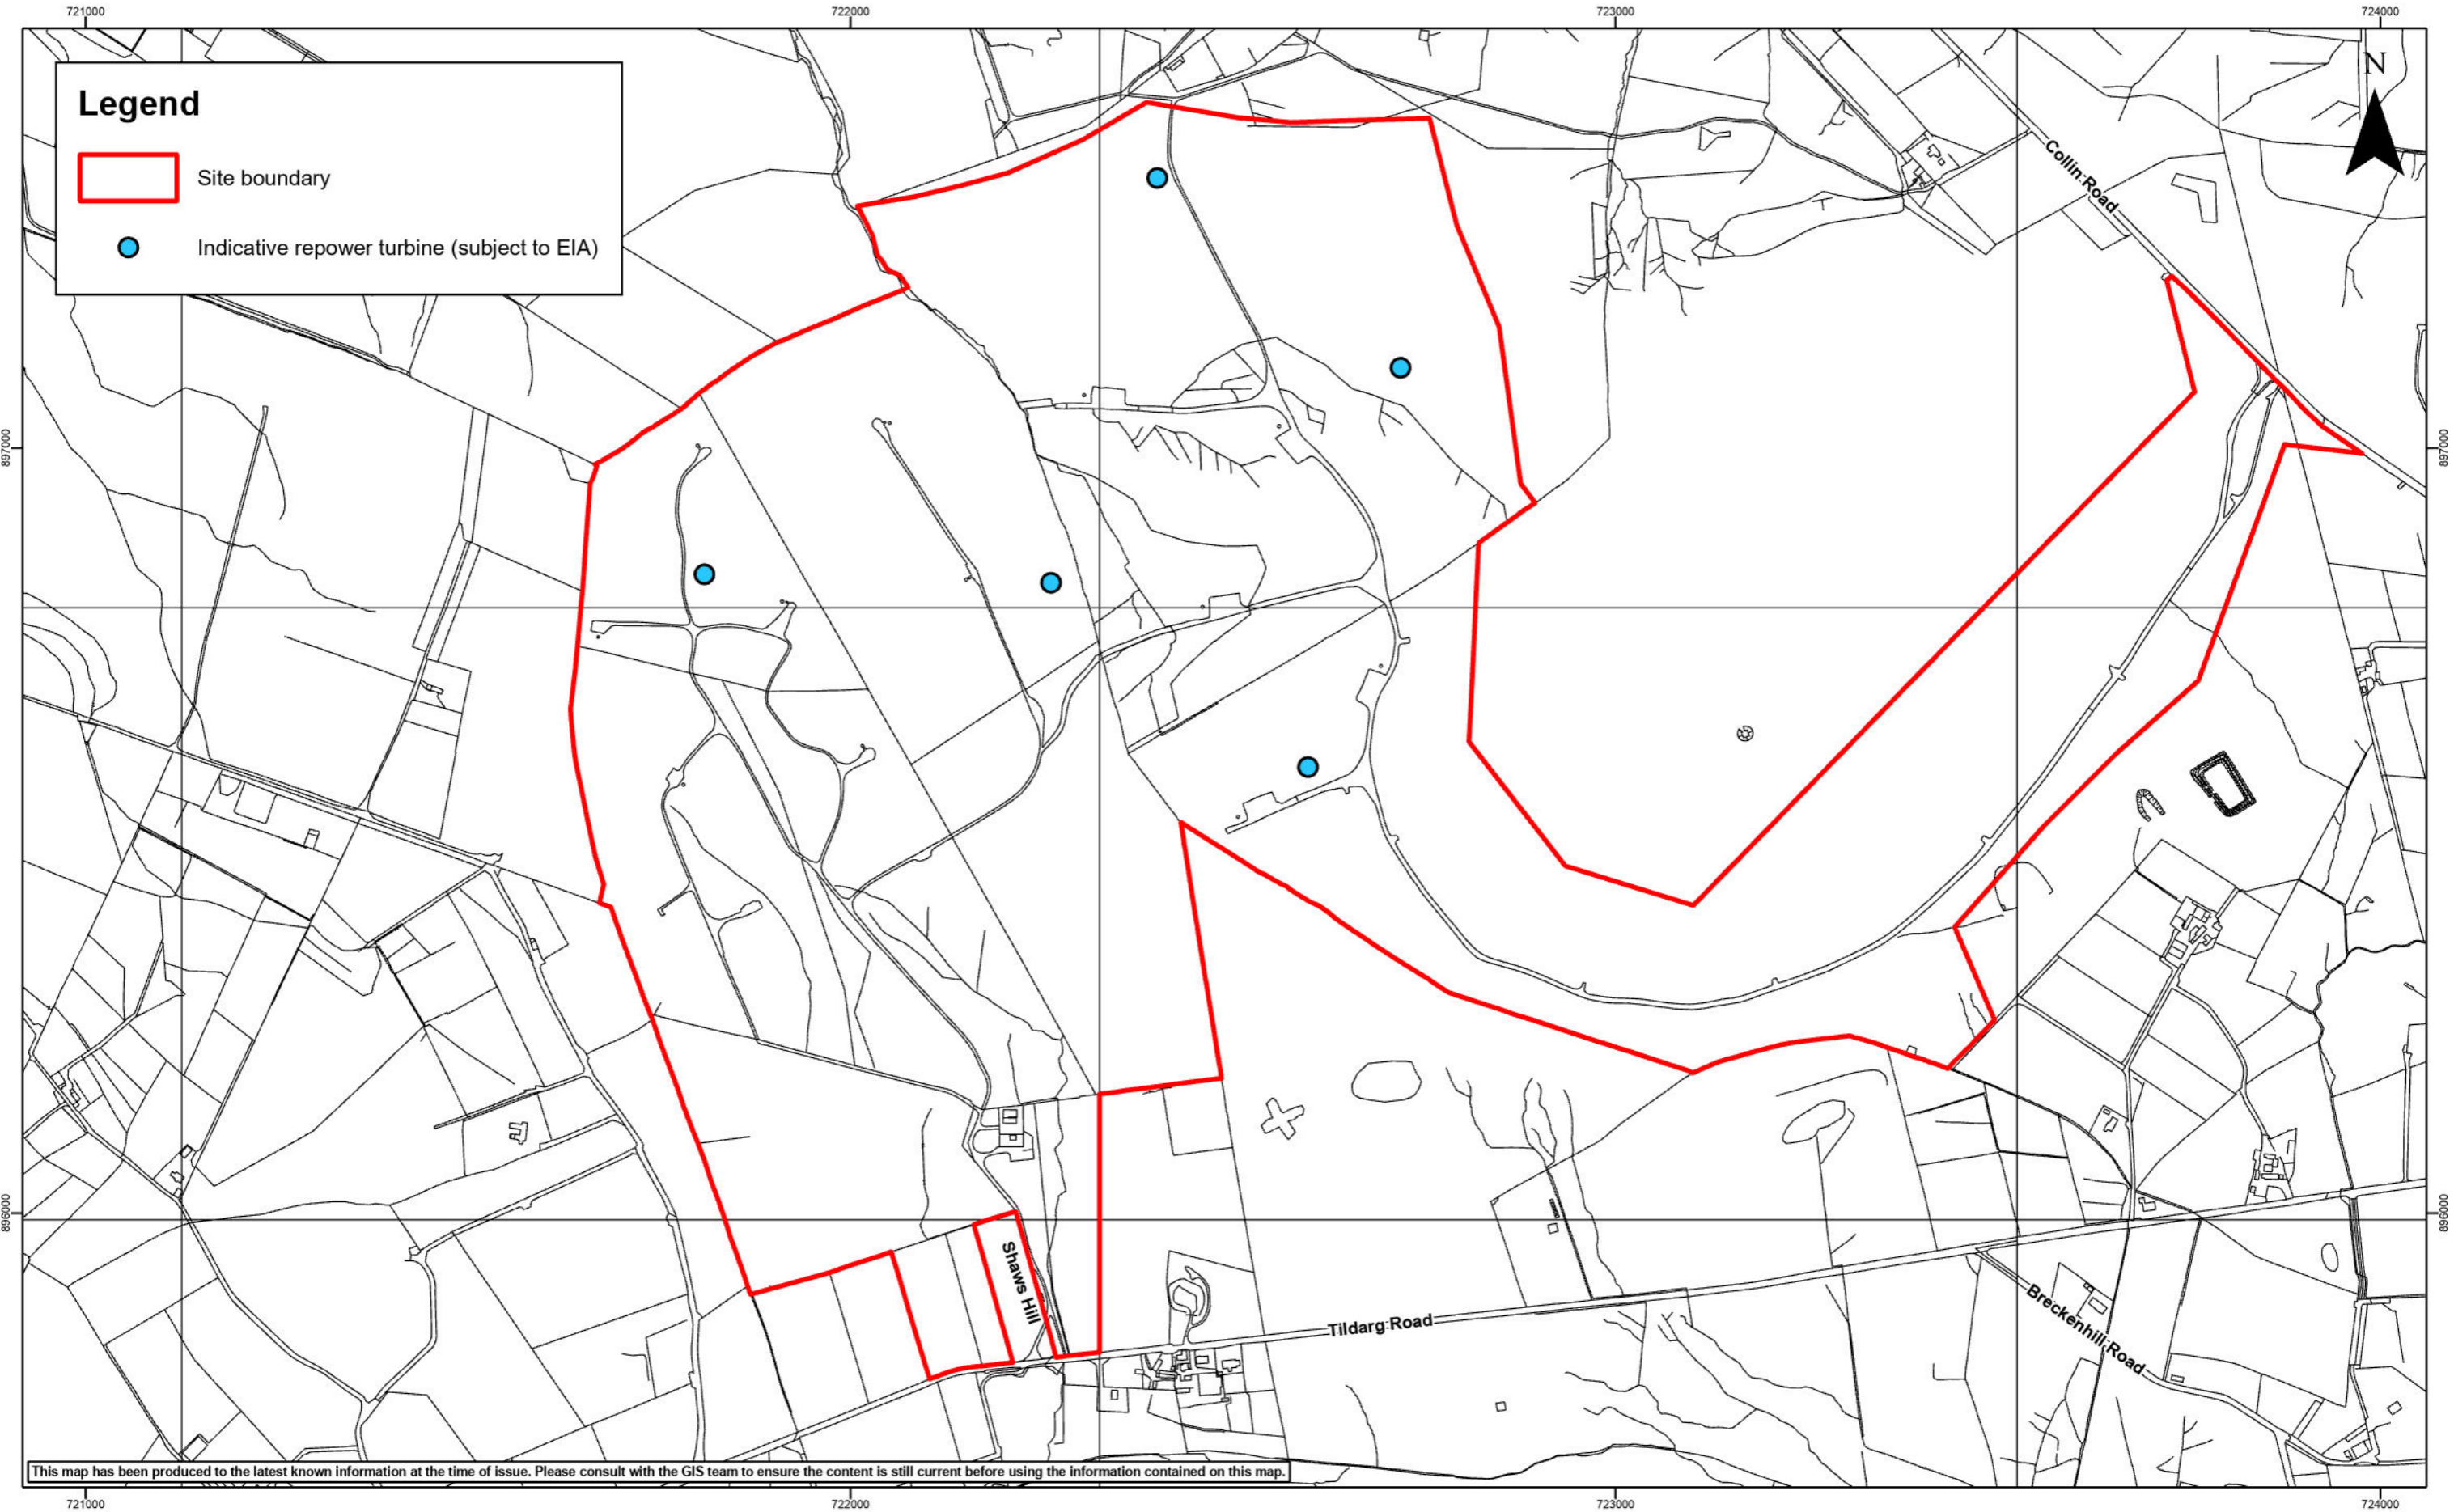 721000
722000
723000
724000
Legend
Site boundary
Indicative repower turbine (subject to EIA)
N
Collin Road
897000
897000
896000
896000
Shaws Hill
Tildarg Road
Breckenhill Road
This map has been produced to the latest known information at the time of issue. Please consult with the GIS team to ensure the content is still current before using the information contained on this map.
721000
722000
723000
724000